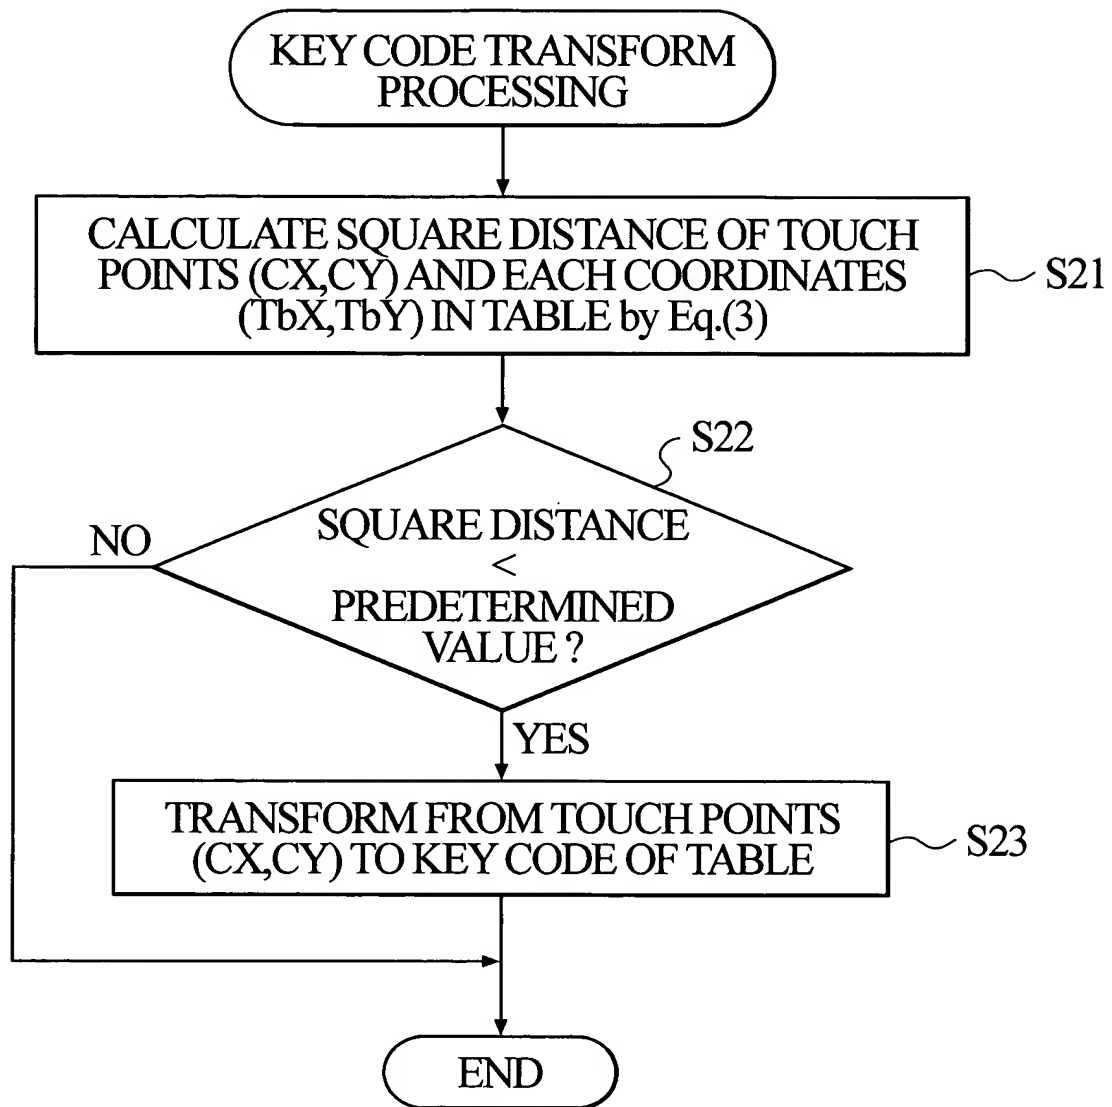 KEY CODE TRANSFORM
PROCESSING
CALCULATE SQUARE DISTANCE OF TOUCH
POINTS (CX,CY) AND EACH COORDINATES
(TbX,TbY) IN TABLE by Eq.(3)
S21
S22
SQUARE DISTANCE
<
PREDETERMINED
VALUE ?
NO
YES
TRANSFORM FROM TOUCH POINTS
(CX,CY) TO KEY CODE OF TABLE
S23
END